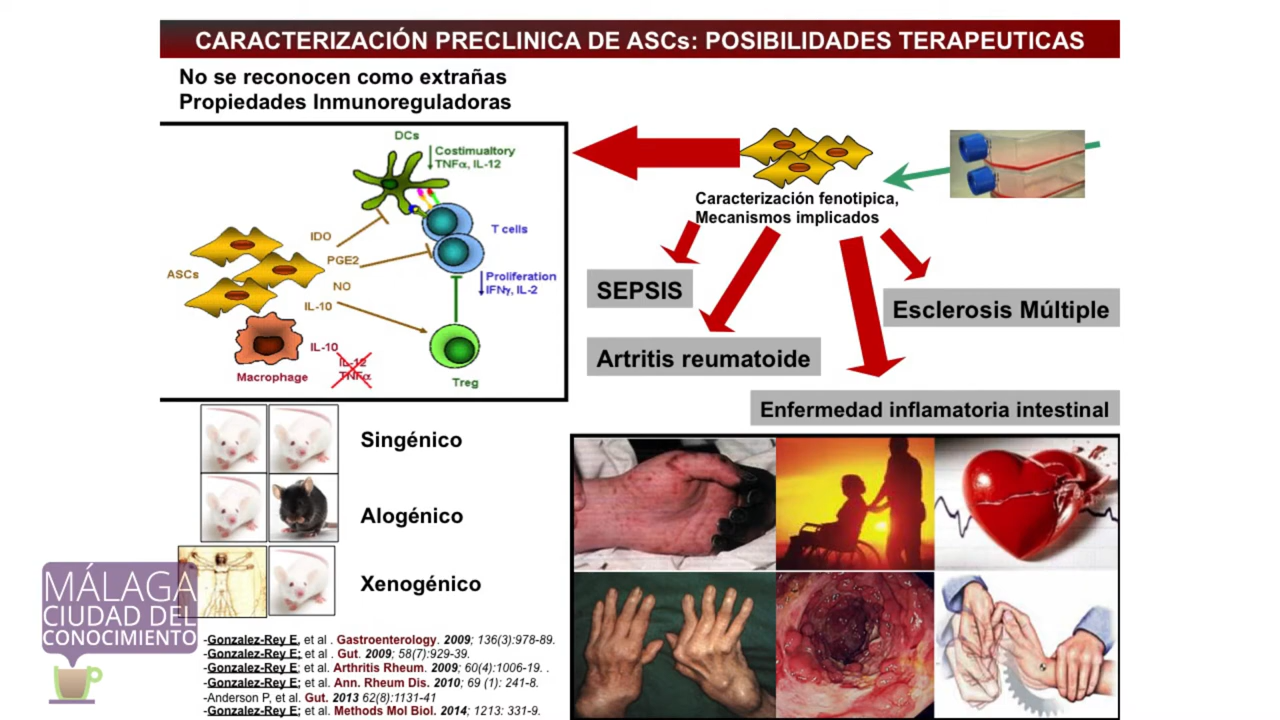 CARACTERIZACIÓN PRECLINICA DE ASCs: POSIBILIDADES TERAPEUTICAS
No se reconocen como extrañas
Propiedades Inmunoreguladoras
DCs
Costimualtory
TNFα, IL-12
T cells
IDO
PGE2
NO
IL-10
ASCs
Proliferation
IFNγ, IL-2
IL-10
IL-12
TNFα
Macrophage
Treg
Caracterización fenotipica,
Mecanismos implicados
SEPSIS
Esclerosis Múltiple
Artritis reumatoide
Enfermedad inflamatoria intestinal
Singénico
Alogénico
Xenogénico
MÁLAGA
CIUDAD DEL
CONOCIMIENTO
-Gonzalez-Rey E, et al . Gastroenterology. 2009; 136(3):978-89.
-Gonzalez-Rey E; et al . Gut. 2009; 58(7):929-39.
-Gonzalez-Rey E; et al. Arthritis Rheum. 2009; 60(4):1006-19. .
-Gonzalez-Rey E; et al. Ann. Rheum Dis. 2010; 69 (1): 241-8.
-Anderson P, et al. Gut. 2013 62(8):1131-41
-Gonzalez-Rey E; et al. Methods Mol Biol. 2014; 1213: 331-9.